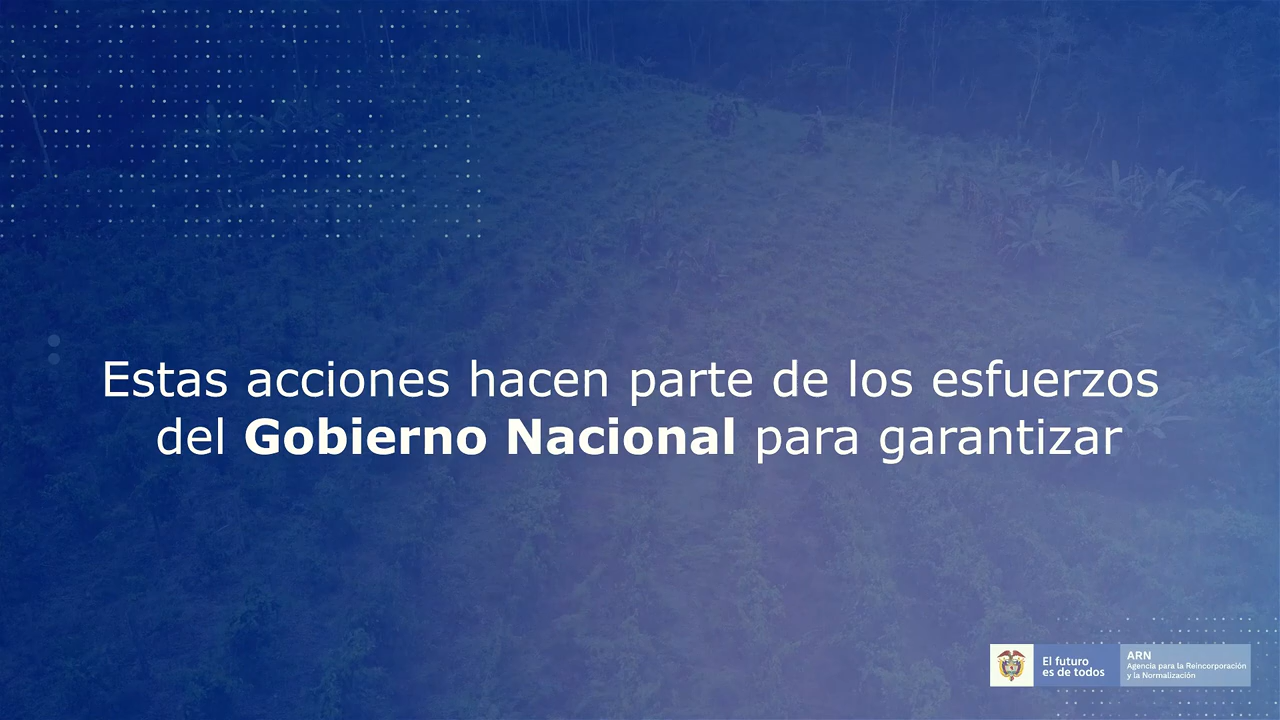 Estas acciones hacen parte de los esfuerzos
del Gobierno Nacional para garantizar
El futuro
es de todos
ARN
Agencia para la Reincorporación
y la Normalización